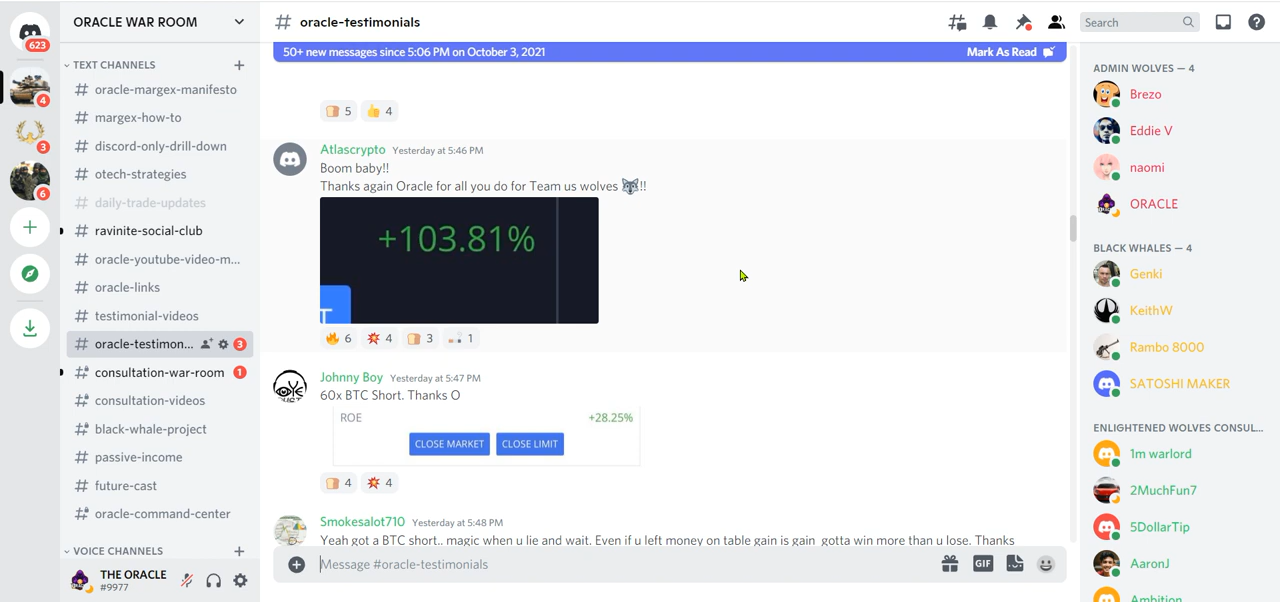 623
4
3
6
ORACLE WAR ROOM
TEXT CHANNELS
oracle-margex-manifesto
margex-how-to
discord-only-drill-down
otech-strategies
daily-trade-updates
ravinite-social-club
oracle-youtube-video-m...
oracle-links
testimonial-videos
oracle-testimon... 3
consultation-war-room 1
consultation-videos
black-whale-project
passive-income
future-cast
oracle-command-center
VOICE CHANNELS
THE ORACLE
#9977
# oracle-testimonials
Search
50+ new messages since 5:06 PM on October 3, 2021 Mark As Read
5 4
Atlascrypto Yesterday at 5:46 PM
Boom baby!!
Thanks again Oracle for all you do for Team us wolves 🐺!!
+103.81%
T
6 4 3 1
Johnny Boy Yesterday at 5:47 PM
60x BTC Short. Thanks O
ROE +28.25%
CLOSE MARKET CLOSE LIMIT
4 4
Smokesalot710 Yesterday at 5:48 PM
Yeah got a BTC short.. magic when u lie and wait. Even if u left money on table gain is gain gotta win more than u lose. Thanks
Message #oracle-testimonials
GIF
ADMIN WOLVES — 4
Brezo
Eddie V
naomi
ORACLE
BLACK WHALES — 4
Genki
KeithW
Rambo 8000
SATOSHI MAKER
ENLIGHTENED WOLVES CONSUL...
1m warlord
2MuchFun7
5DollarTip
AaronJ
Ambition